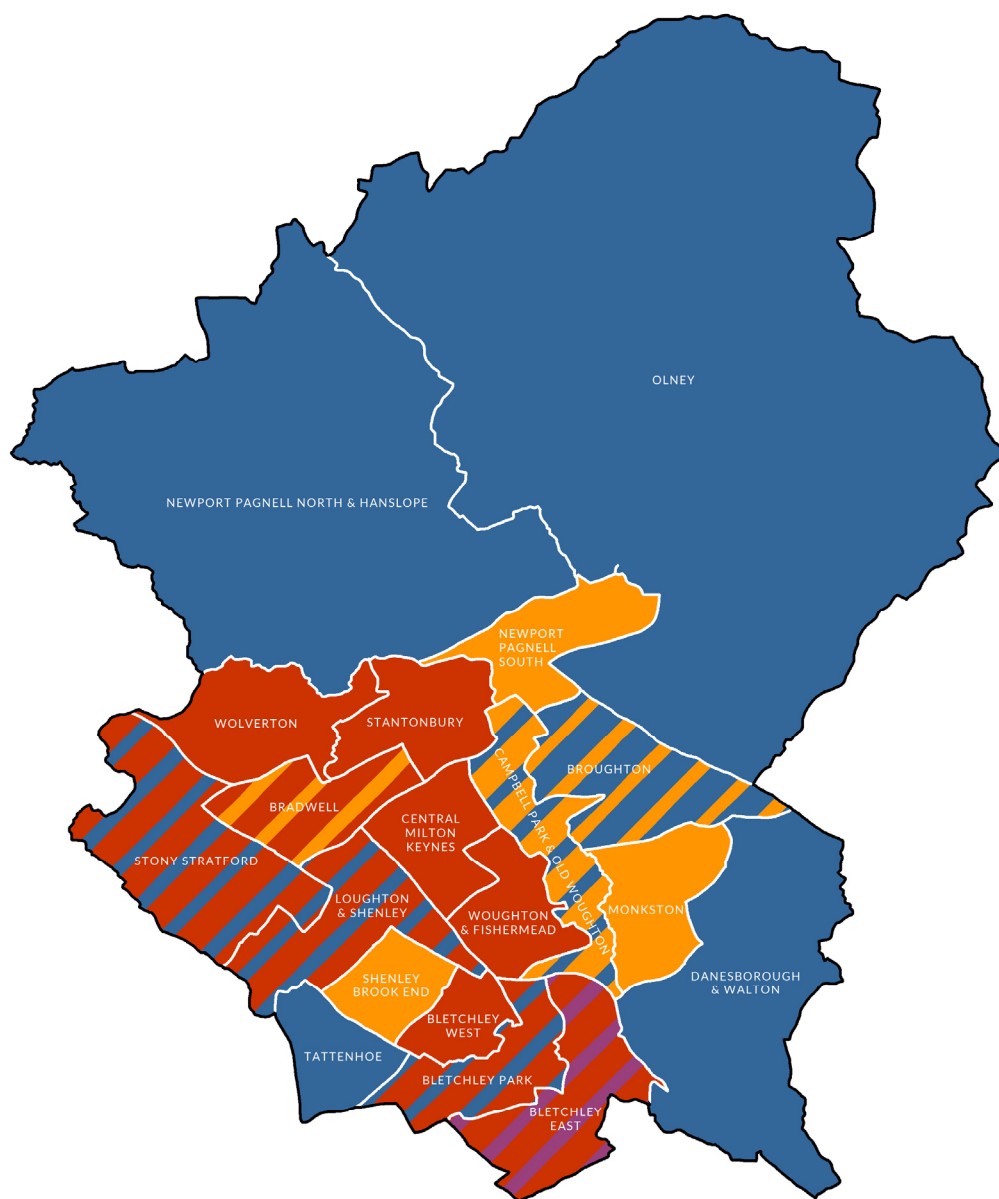 OLNEY
NEWPORT PAGNELL NORTH & HANSLOPE
NEWPORT
PAGNELL
SOUTH
WOLVERTON
STANTONBURY
BROUGHTON
CAMPBELL PARK & OLD WOUGHTON
BRADWELL
CENTRAL
MILTON
KEYNES
STONY STRATFORD
LOUGHTON
& SHENLEY
WOUGHTON
& FISHERMEAD
MONKSTON
SHENLEY
BROOK END
DANESBOROUGH
& WALTON
BLETCHLEY
WEST
TATTENHOE
BLETCHLEY PARK
BLETCHLEY
EAST